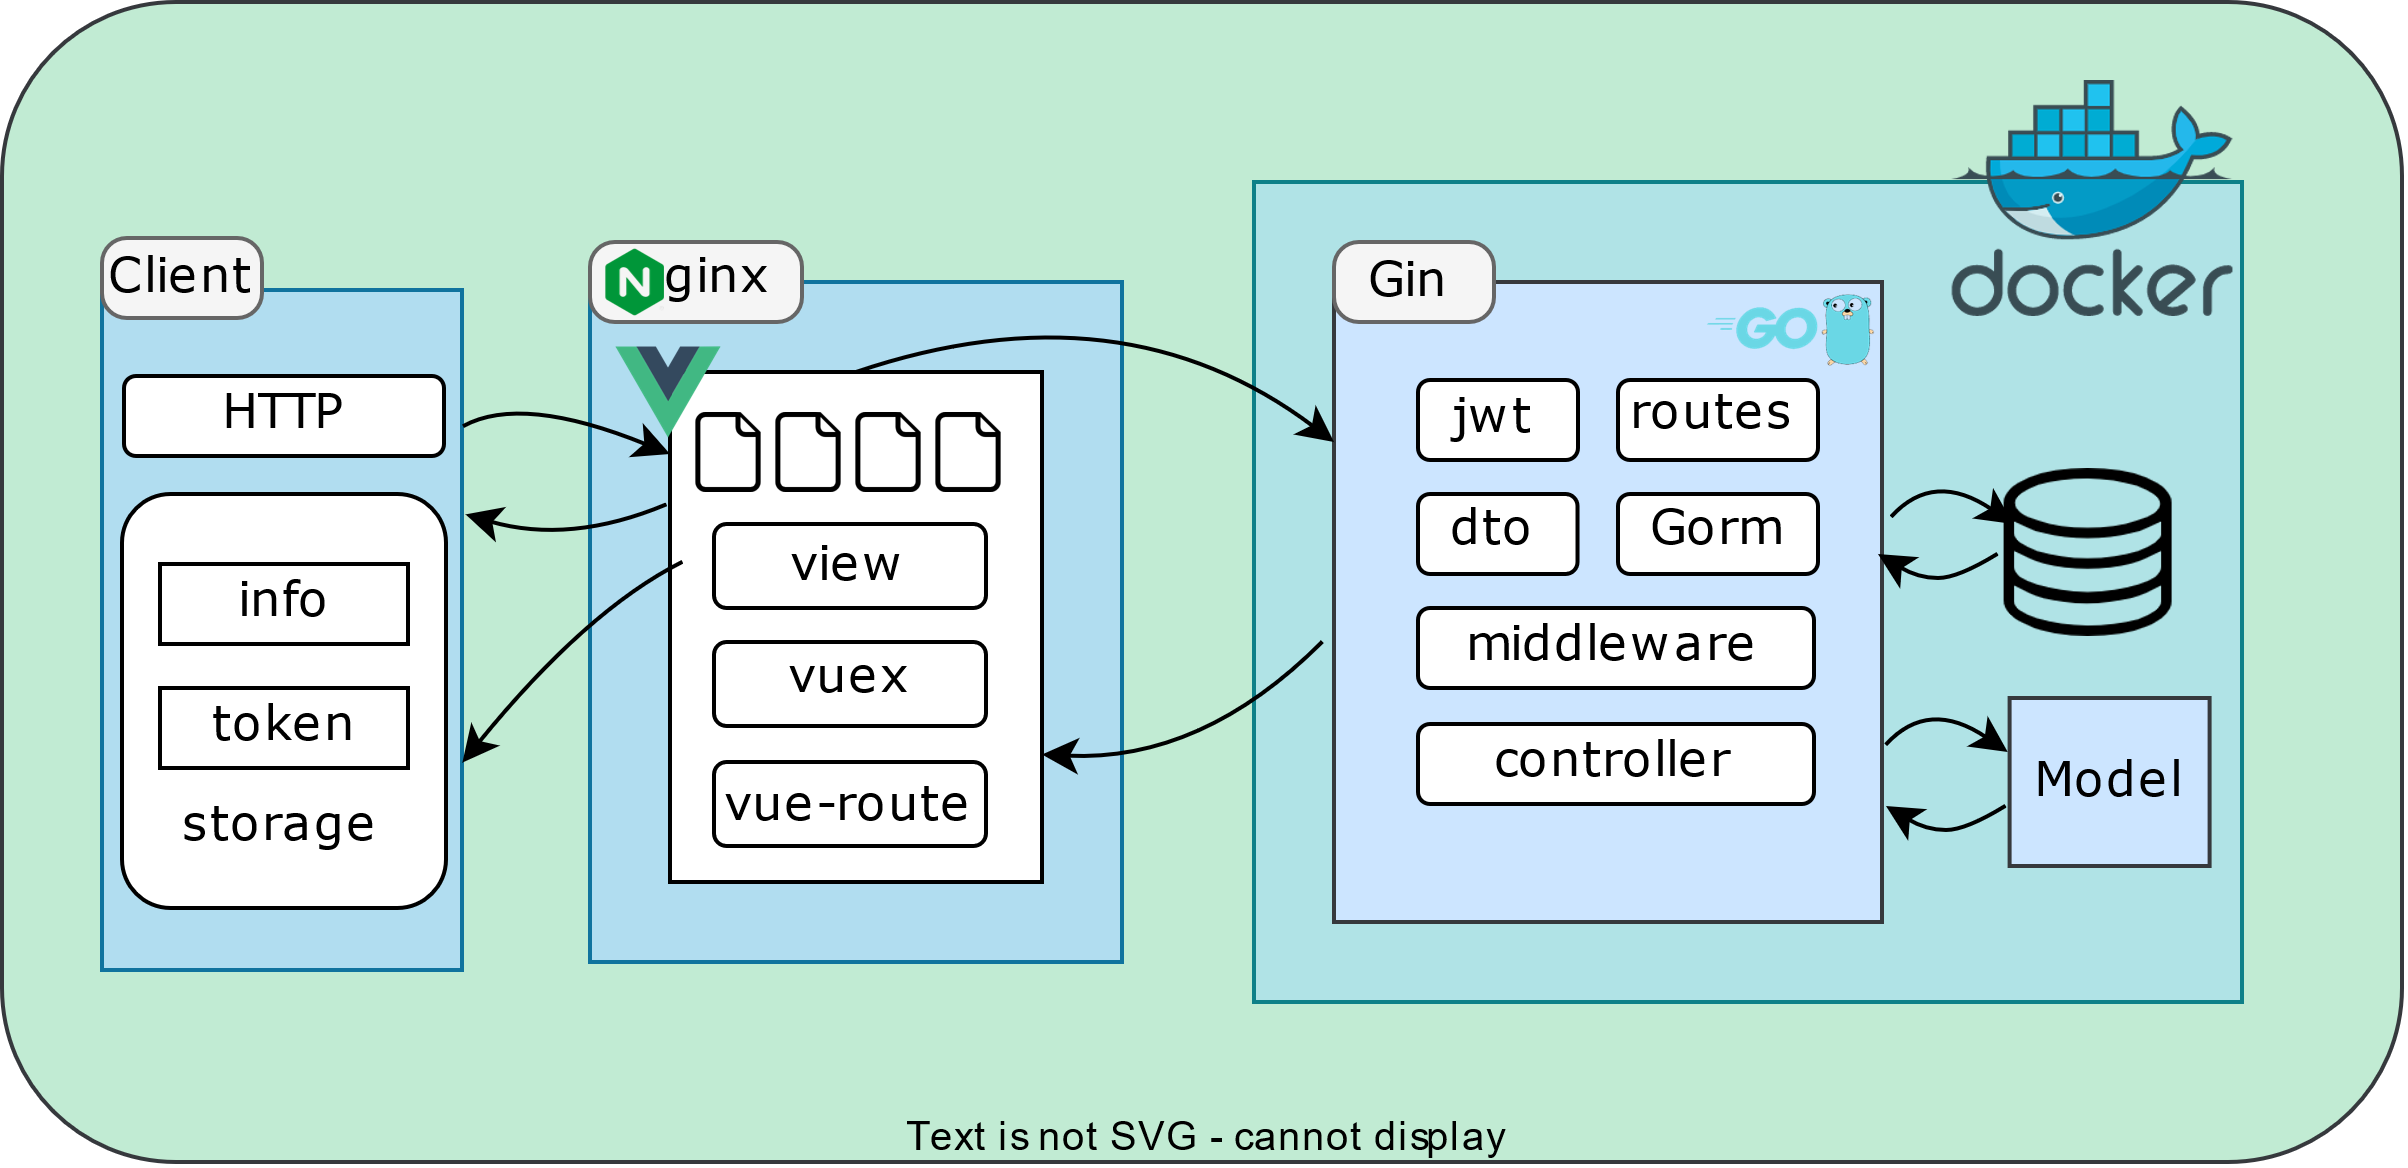 Client
HTTP
info
token
storage
Nginx
view
vuex
vue-route
Gin
GO
jwt
routes
dto
Gorm
middleware
controller
docker
Model
Text is not SVG - cannot display